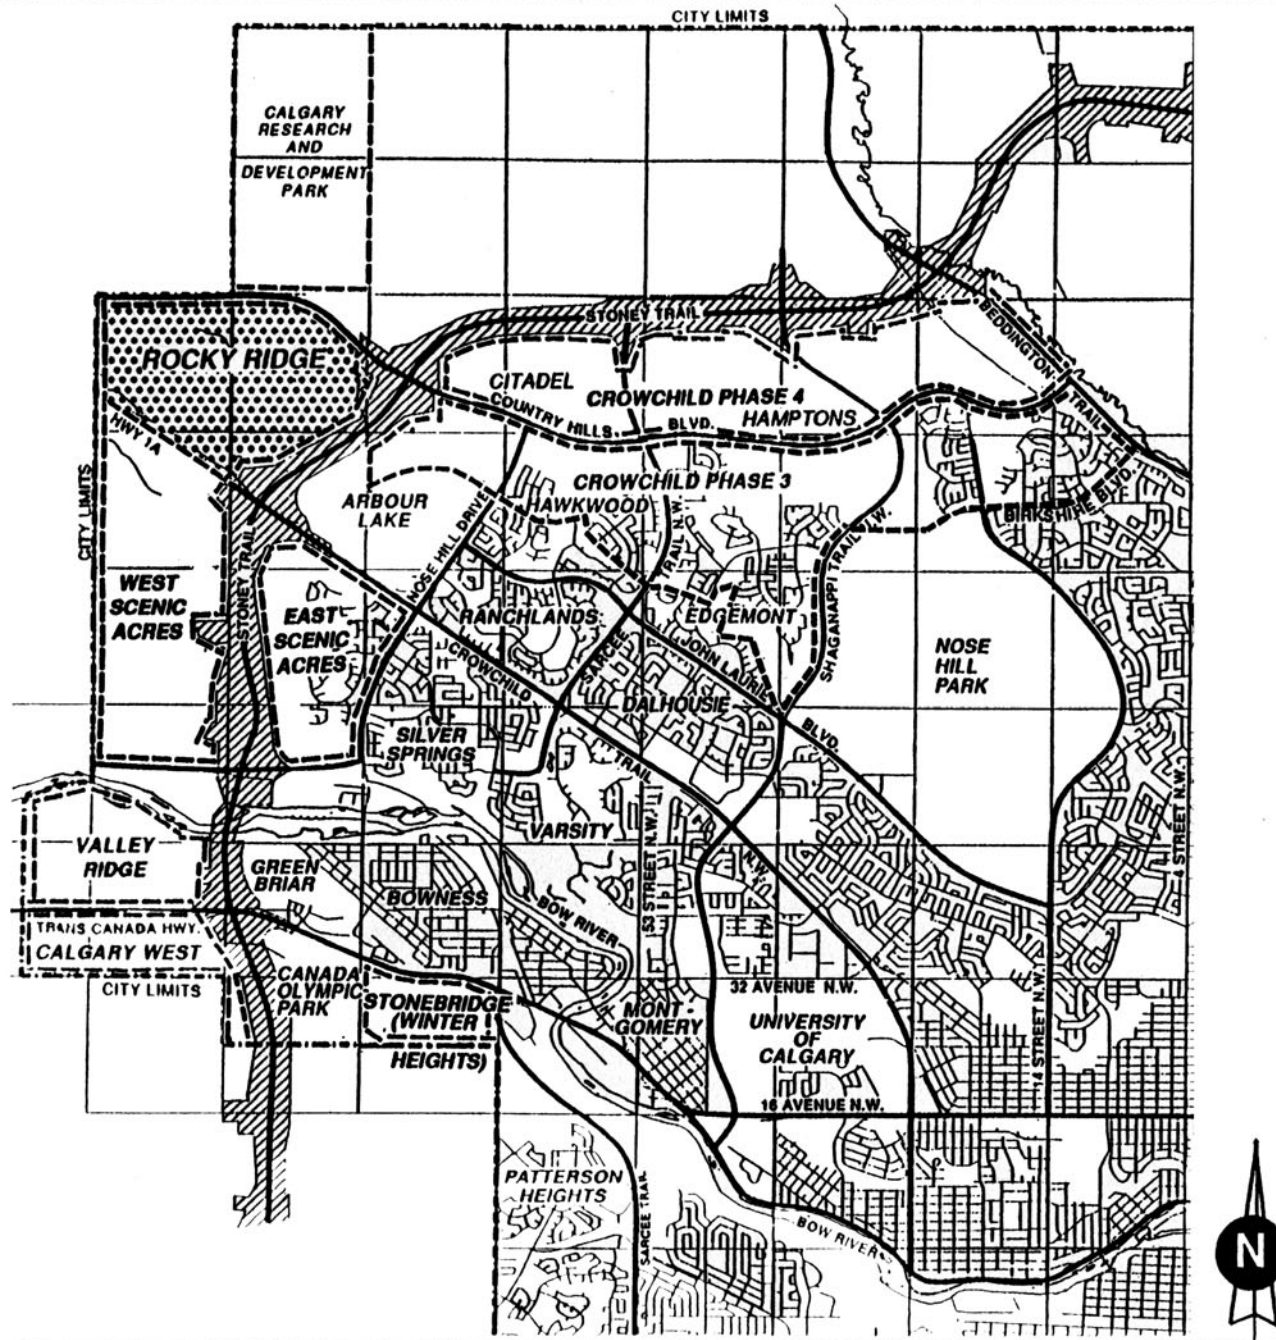 CITY LIMITS
CALGARY
RESEARCH
AND
DEVELOPMENT
PARK
STONEY TRAIL
BEDDINGTON
TRAIL
ROCKY RIDGE
CITADEL
CROWCHILD PHASE 4
COUNTRY HILLS
BLVD.
HAMPTONS
HWY 1A
CITY LIMITS
CROWCHILD PHASE 3
HAWKWOOD
ARBOUR
LAKE
NOSE HILL DRIVE
TRAIL N.W.
SARCEE
BIRKSHIRE BLVD.
SHAGANAPPI TRAIL N.W.
STONEY TRAIL
WEST
SCENIC
ACRES
EAST
SCENIC
ACRES
RANCHLANDS
EDGEMONT
NOSE
HILL
PARK
CROWCHILD
TRAIL
N.W.
JOHN LAURIE
BLVD.
DALHOUSIE
SILVER
SPRINGS
4 STREET N.W.
VALLEY
RIDGE
VARSITY
53 STREET N.W.
GREEN
BRIAR
BOWNESS
BOW RIVER
TRANS CANADA HWY.
CALGARY WEST
CITY LIMITS
CANADA
OLYMPIC
PARK
STONEBRIDGE
(WINTER
HEIGHTS)
MONT-
GOMERY
32 AVENUE N.W.
UNIVERSITY
OF
CALGARY
14 STREET N.W.
16 AVENUE N.W.
PATTERSON
HEIGHTS
SARCEE TRAIL
BOW RIVER
N